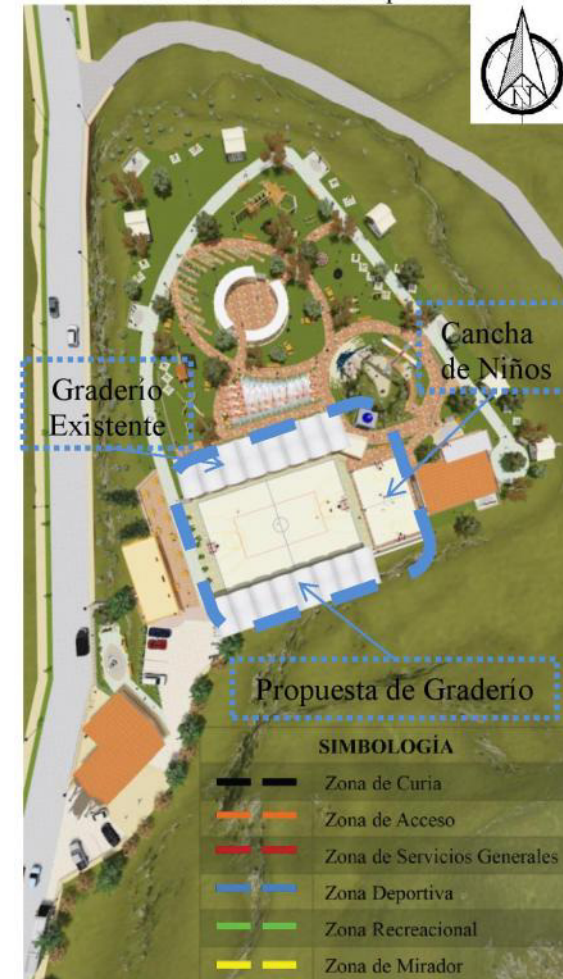 N
Cancha
de Niños
Graderío
Existente
Propuesta de Graderío
SIMBOLOGÍA
Zona de Curia
Zona de Acceso
Zona de Servicios Generales
Zona Deportiva
Zona Recreacional
Zona de Mirador